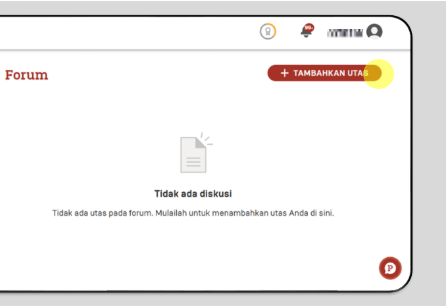 Forum
+ TAMBAHKAN UTAS
Tidak ada diskusi
Tidak ada utas pada forum. Mulailah untuk menambahkan utas Anda di sini.
P